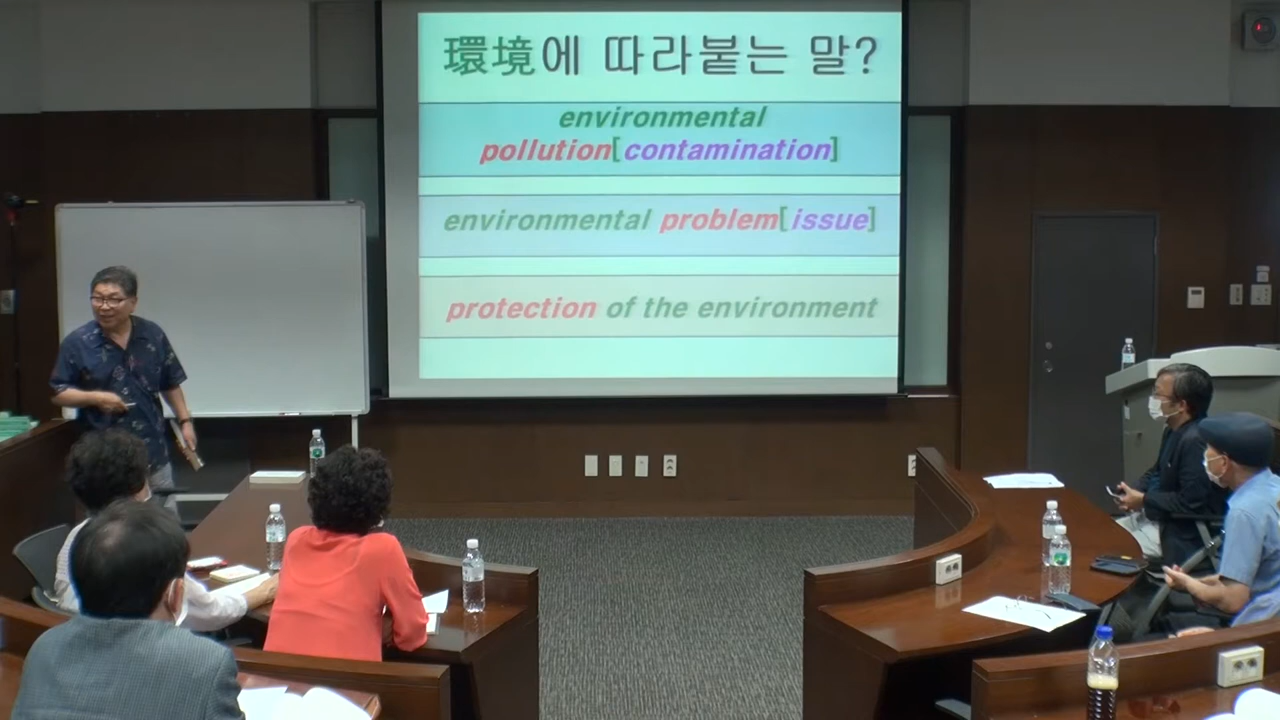 環境에 따라붙는 말?
environmental
pollution[contamination]
environmental problem[issue]
protection of the environment